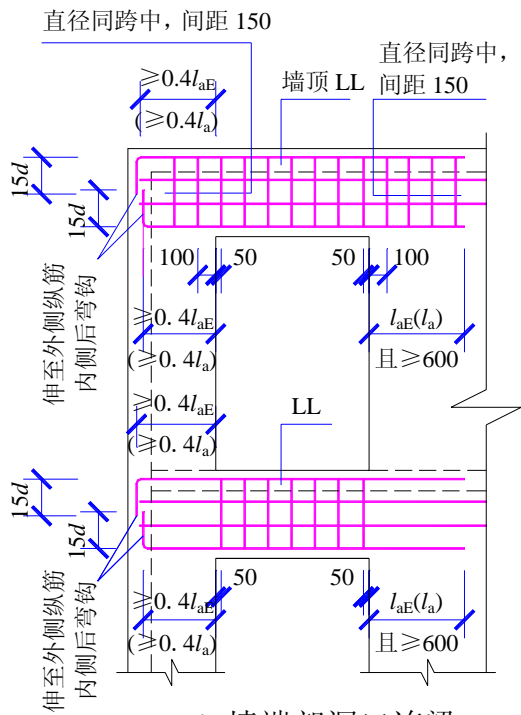 直径同跨中，间距 150
直径同跨中，
间距 150
≥0.4laE
(≥0.4la)
墙顶 LL
15d
15d
100
50
50
100
伸至外侧纵筋
内侧后弯钩
≥0. 4laE
(≥0. 4la)
laE(la)
且≥600
≥0. 4laE
(≥0. 4la)
LL
15d
15d
50
50
伸至外侧纵筋
内侧后弯钩
≥0. 4laE
(≥0. 4la)
laE(la)
且≥600